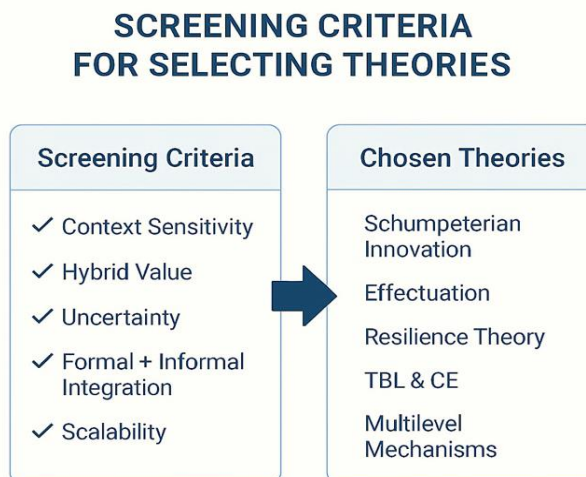 SCREENING CRITERIA
FOR SELECTING THEORIES
Screening Criteria
✓ Context Sensitivity
✓ Hybrid Value
✓ Uncertainty
✓ Formal + Informal
Integration
✓ Scalability
Chosen Theories
Schumpeterian
Innovation
Effectuation
Resilience Theory
TBL & CE
Multilevel
Mechanisms